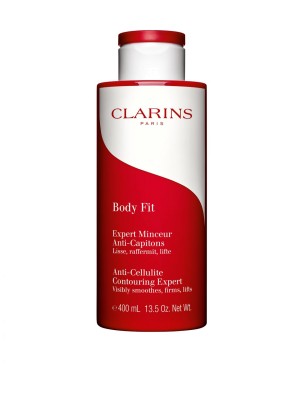 CLARINS
PARIS
Body Fit
Expert Minceur
Anti-Capitons
Lisse, raffermit, lifte
Anti-Cellulite
Contouring Expert
Visibly smoothes, firms, lifts
e 400 mL 13.5 Oz. Net Wt.